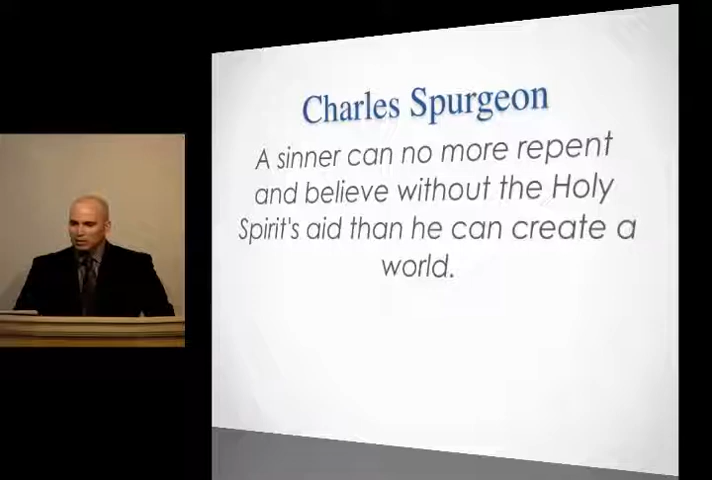 Charles Spurgeon
A sinner can no more repent
and believe without the Holy
Spirit's aid than he can create a
world.